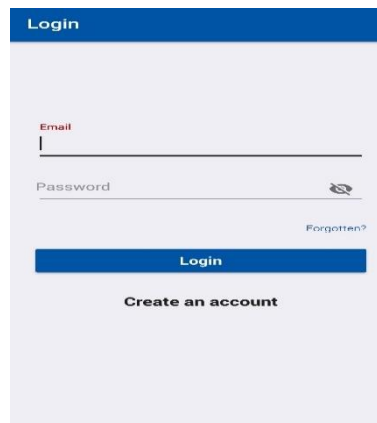 Login
Email
Password
Forgotten?
Login
Create an account